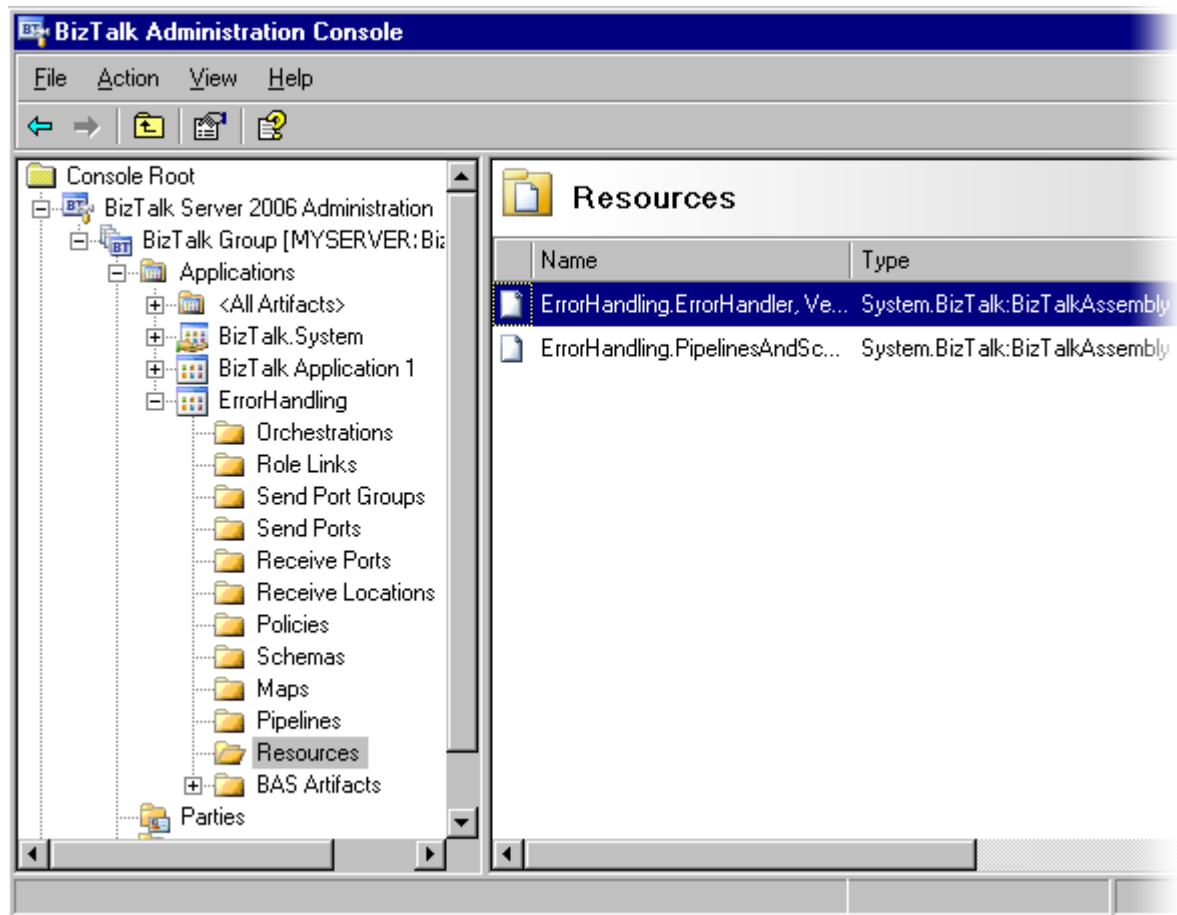 BizTalk Administration Console
File Action View Help
Console Root
BizTalk Server 2006 Administration
BizTalk Group [MYSERVER:Biz
Applications
<All Artifacts>
BizTalk.System
BizTalk Application 1
ErrorHandling
Orchestrations
Role Links
Send Port Groups
Send Ports
Receive Ports
Receive Locations
Policies
Schemas
Maps
Pipelines
Resources
BAS Artifacts
Parties
Resources
Name Type
ErrorHandling.ErrorHandler, Ve... System.BizTalk:BizTalkAssembly
ErrorHandling.PipelinesAndSc... System.BizTalk:BizTalkAssembly